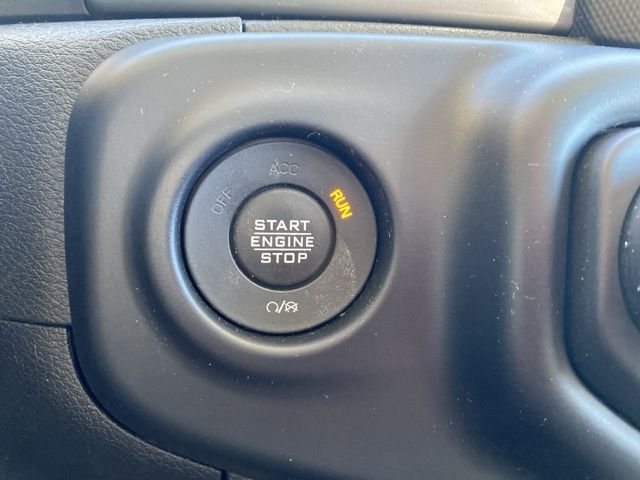 ACC
OFF
RUN
START
ENGINE
STOP